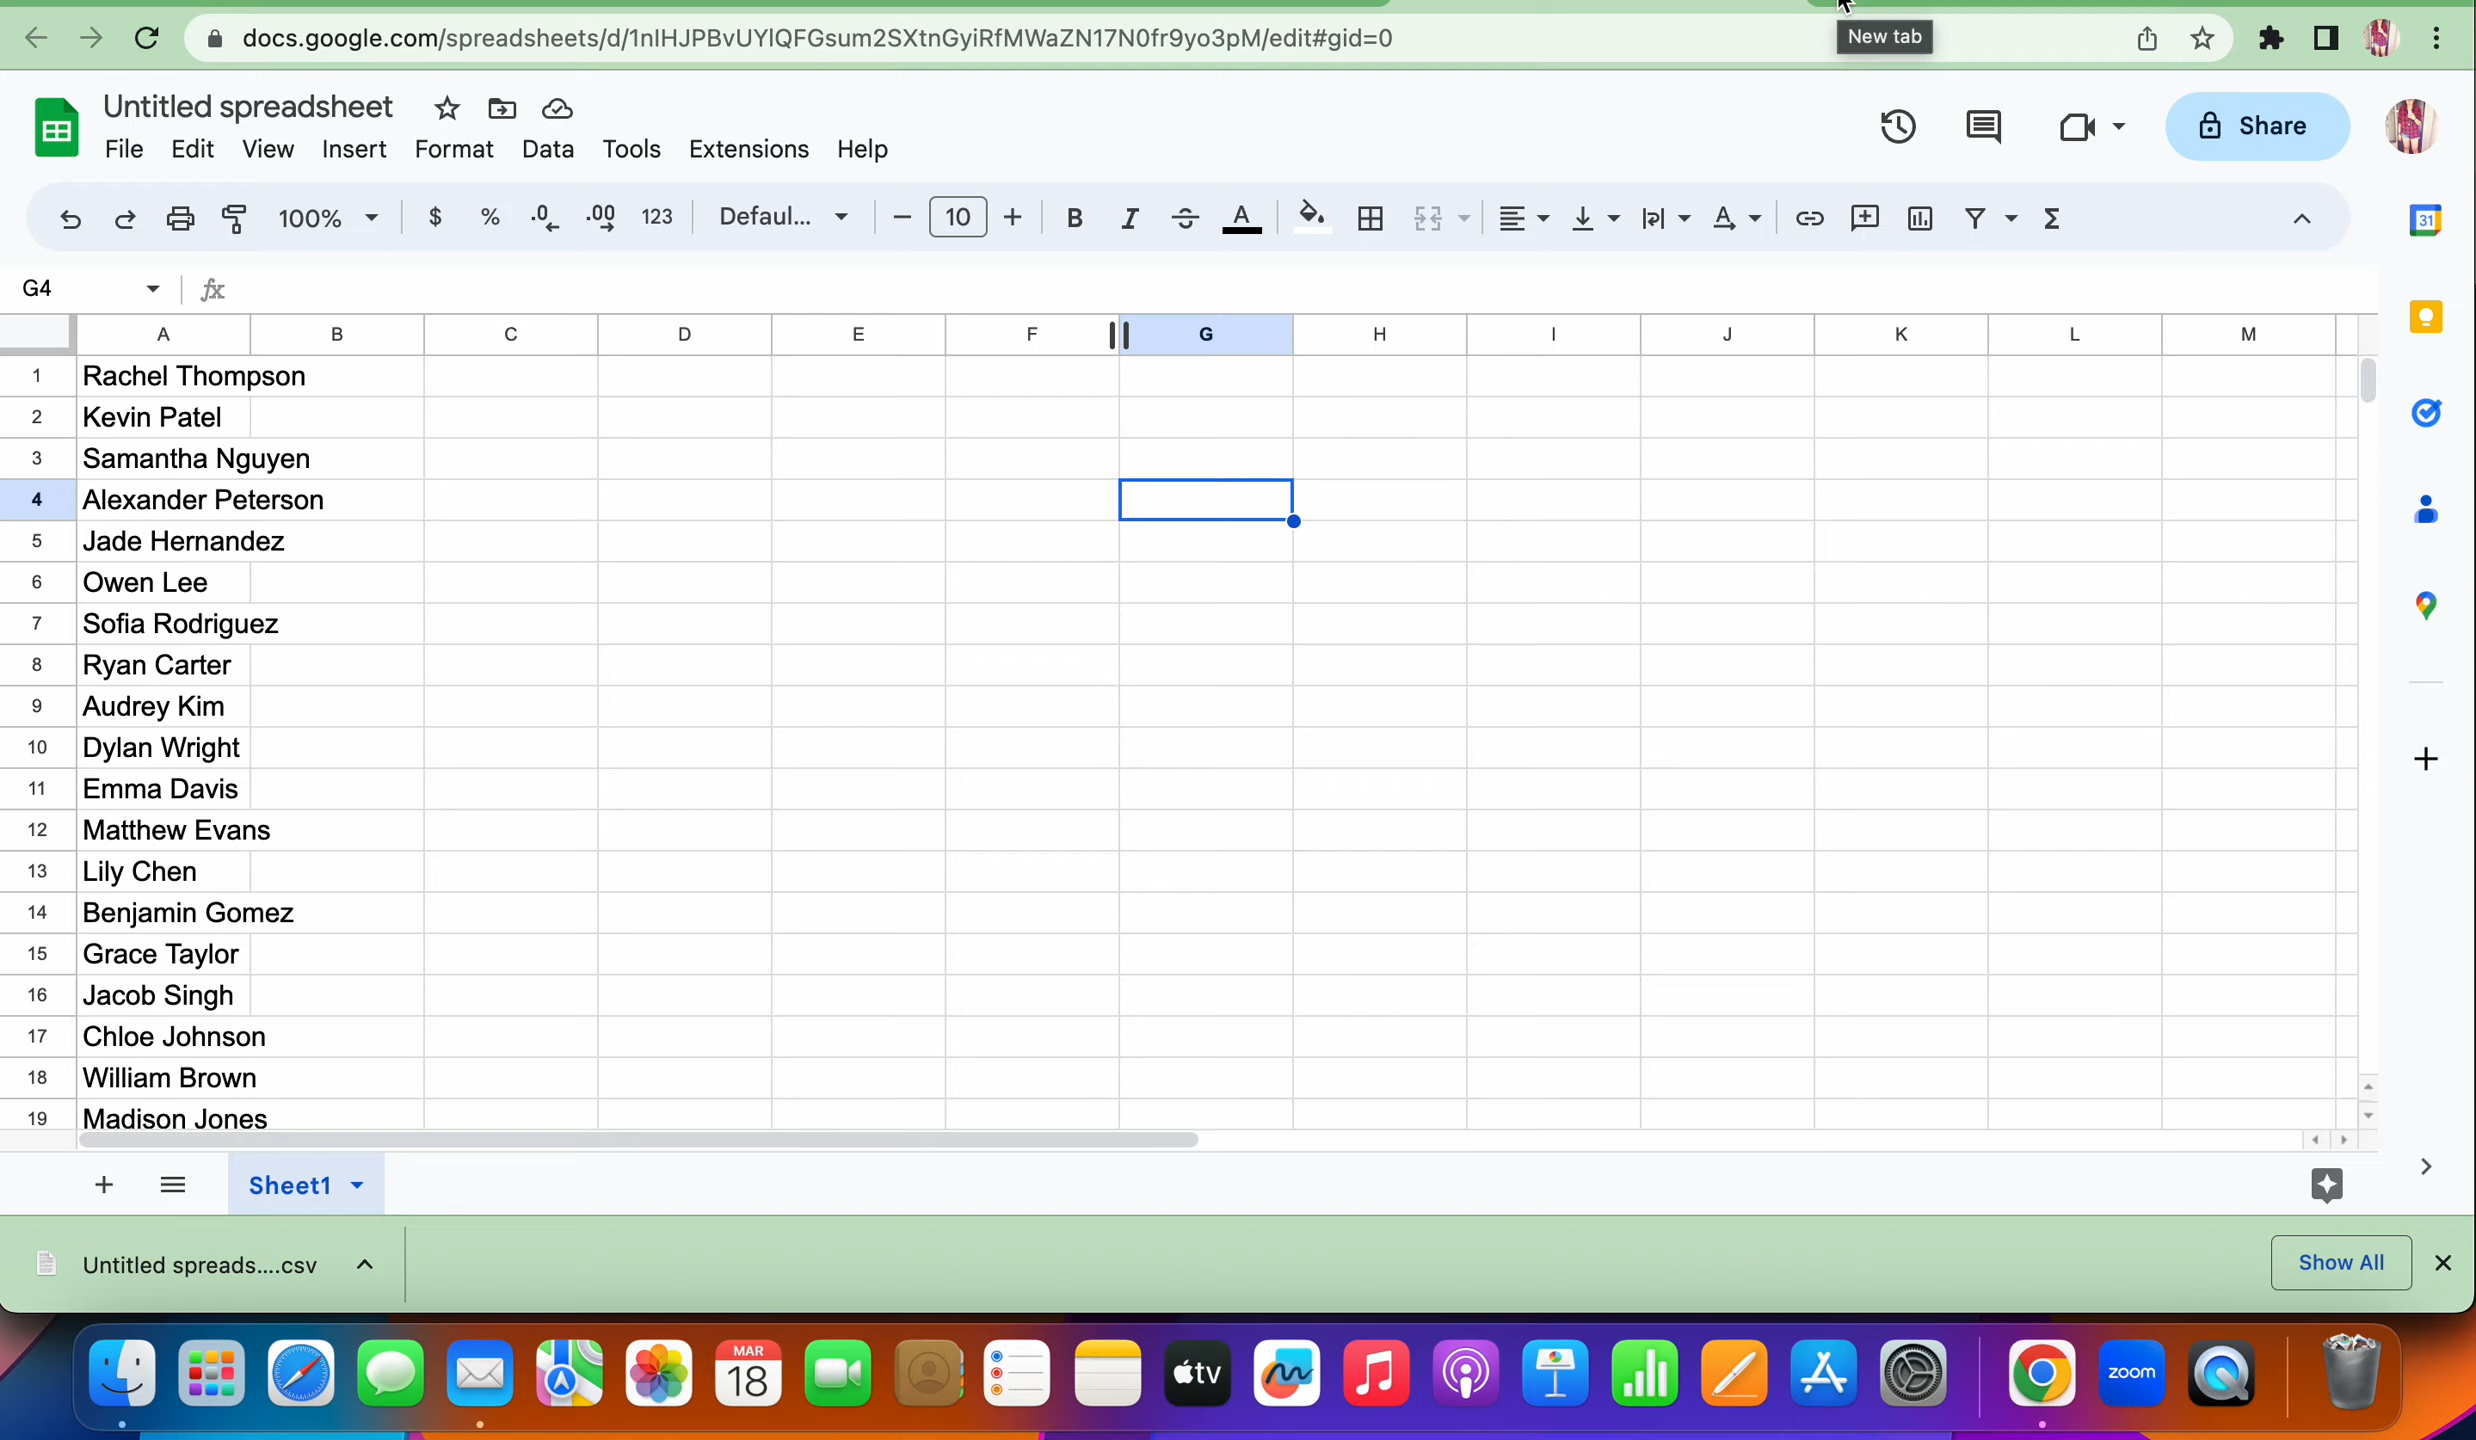 docs.google.com/spreadsheets/d/1nIHJPBvUYlQFGsum2SXtnGyiRfMWaZN17N0fr9yo3pM/edit#gid=0
New tab
Untitled spreadsheet
File Edit View Insert Format Data Tools Extensions Help
Share
100% $ % .0 .00 123 Defaul... 10 B I S A Σ
31
G4 fx
A B C D E F G H I J K L M
1 Rachel Thompson
2 Kevin Patel
3 Samantha Nguyen
4 Alexander Peterson
5 Jade Hernandez
6 Owen Lee
7 Sofia Rodriguez
8 Ryan Carter
9 Audrey Kim
10 Dylan Wright
11 Emma Davis
12 Matthew Evans
13 Lily Chen
14 Benjamin Gomez
15 Grace Taylor
16 Jacob Singh
17 Chloe Johnson
18 William Brown
19 Madison Jones
Sheet1
Untitled spreads....csv
Show All
MAR
18
tv
zoom